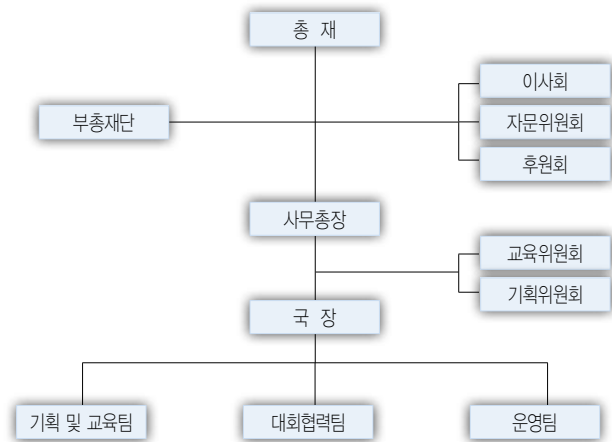 총 재
이사회
부총재단
자문위원회
후원회
사무총장
교육위원회
기획위원회
국 장
기획 및 교육팀
대회협력팀
운영팀